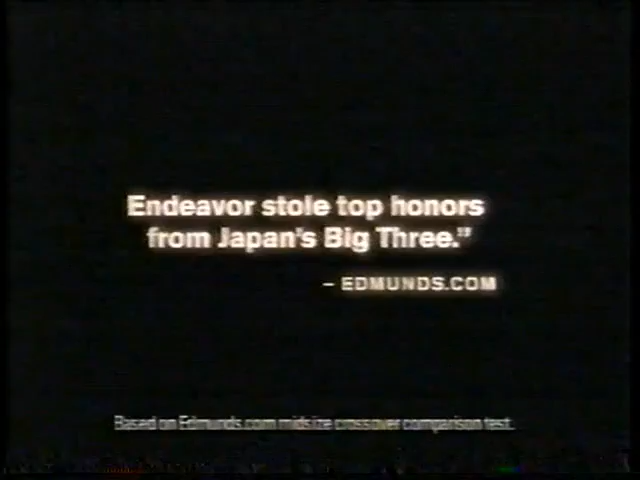 Endeavor stole top honors
from Japan's Big Three."
– EDMUNDS.COM
Based on Edmunds.com midsize crossover comparison test.